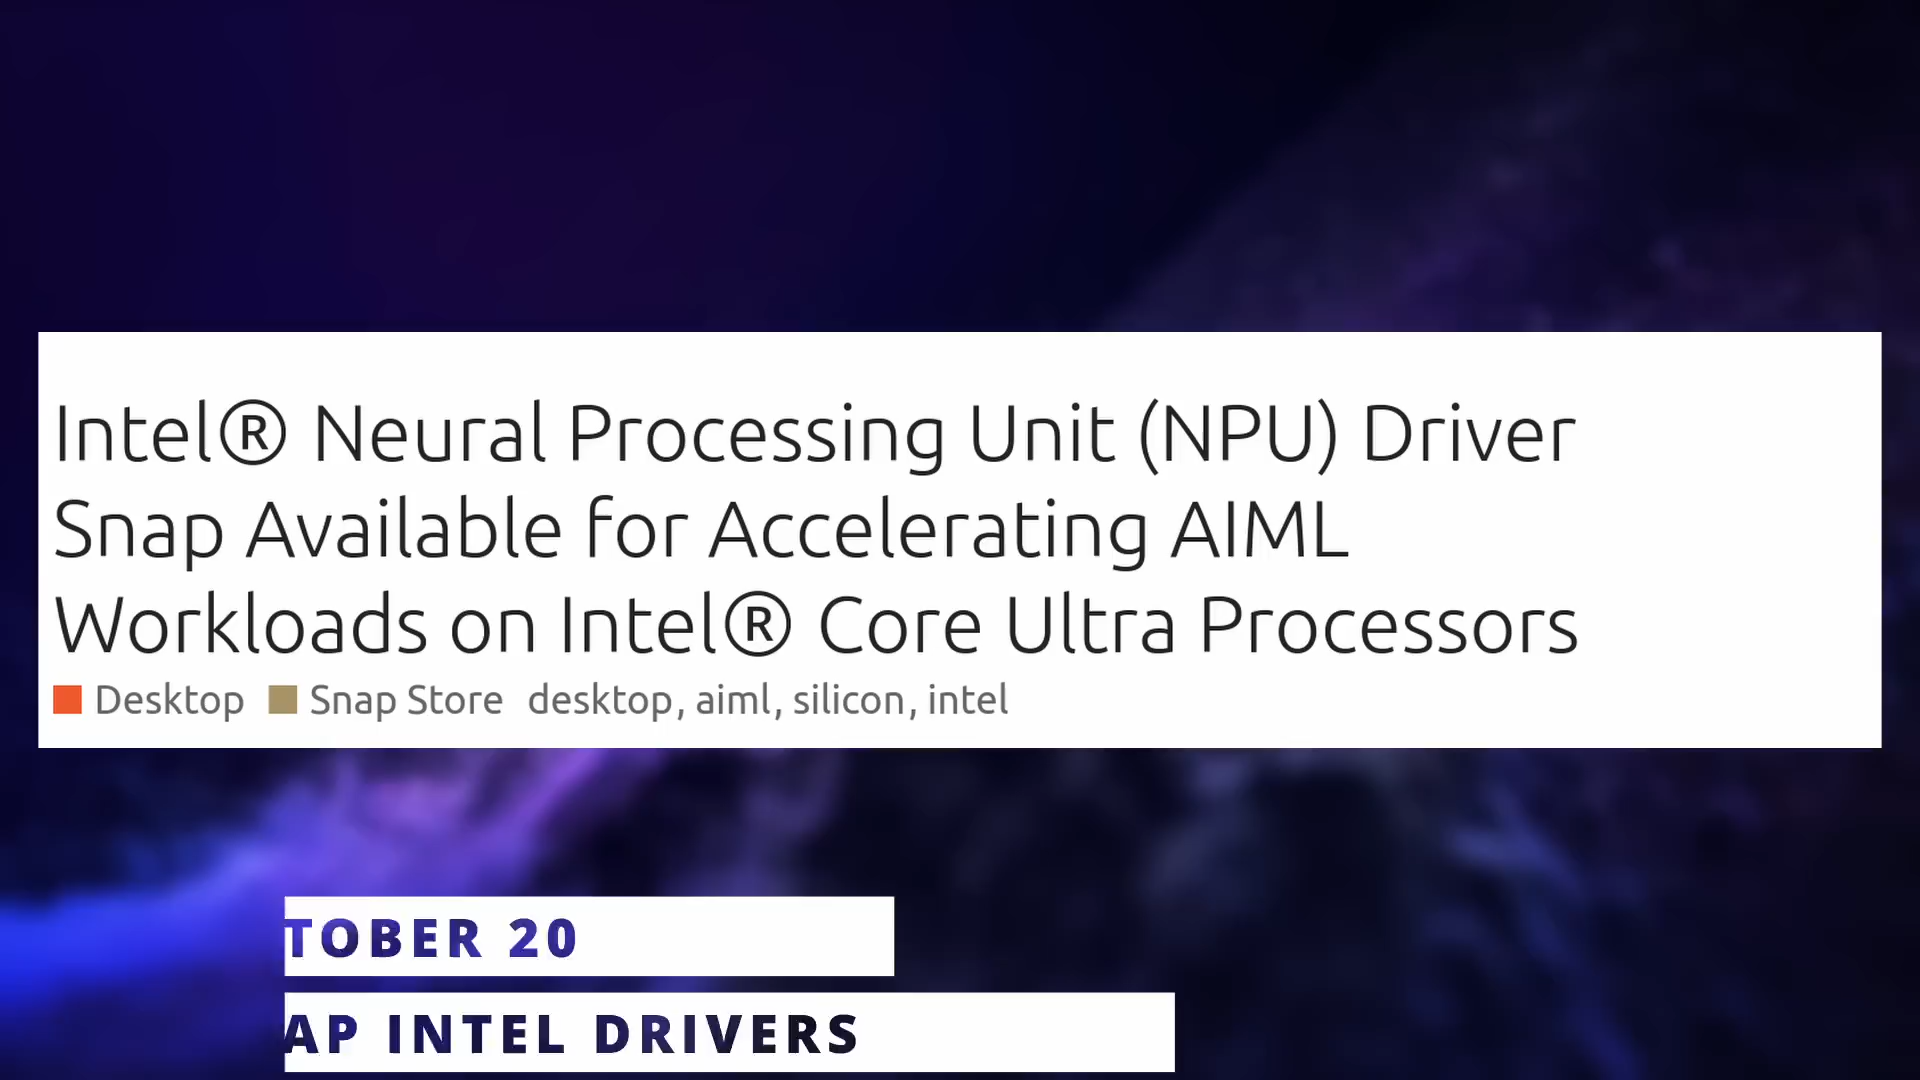 Intel® Neural Processing Unit (NPU) Driver
Snap Available for Accelerating AIML
Workloads on Intel® Core Ultra Processors
Desktop Snap Store desktop, aiml, silicon, intel
TOBER 20
AP INTEL DRIVERS